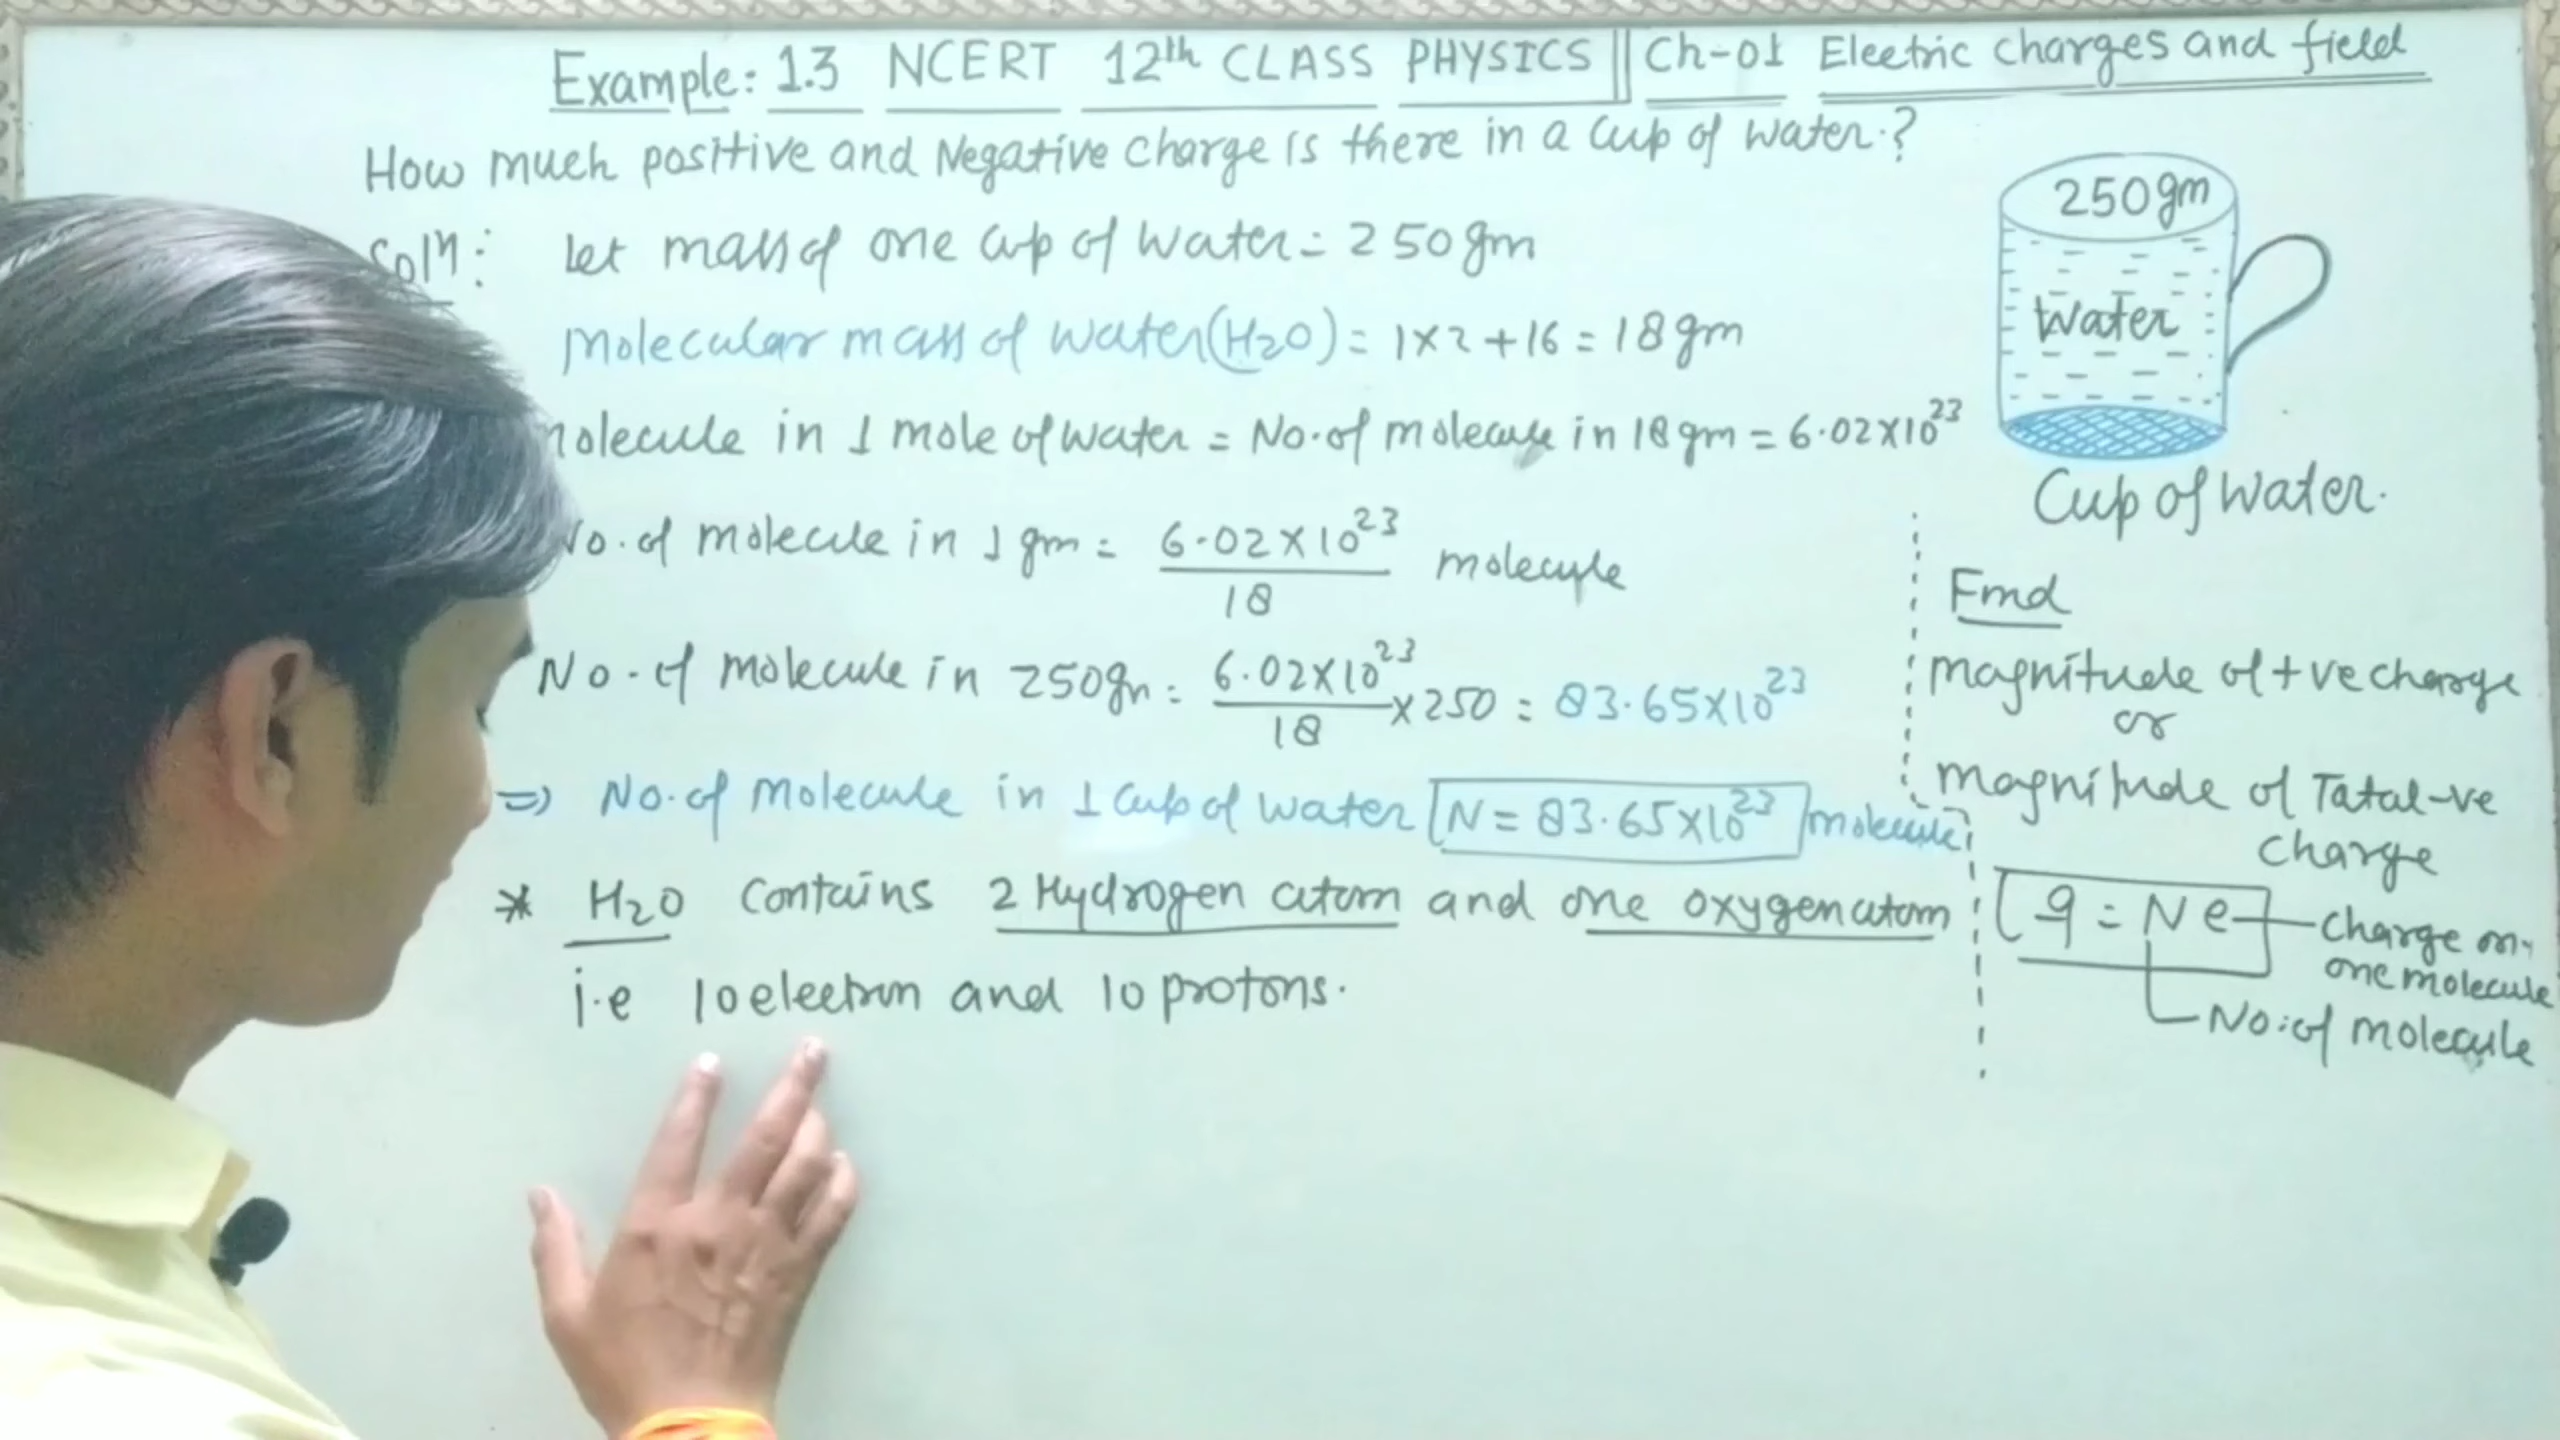 Example: 1.3 NCERT 12th CLASS PHYSICS || Ch-01 Electric charges and field
How much positive and Negative charge is there in a cup of water.?
Soln: let mass of one cup of water = 250gm
Molecular mass of water(H2O) = 1×2+16 = 18gm
molecule in 1 mole of water = No.of molecule in 18gm = 6.02×10^23
No.of molecule in 1 gm = 6.02×10^23/18 molecule
No.of molecule in 250gm = 6.02×10^23/18 ×250 = 83.65×10^23
=> No.of molecule in 1 cup of water N = 83.65×10^23 molecule
* H2O contains 2 Hydrogen atom and one oxygen atom
i.e 10 electron and 10 protons.
250gm
Water
Cup of water.
Find
magnitude of +ve charge
or
magnitude of Tatal -ve
charge
q = Ne
charge on
one molecule
No.of molecule